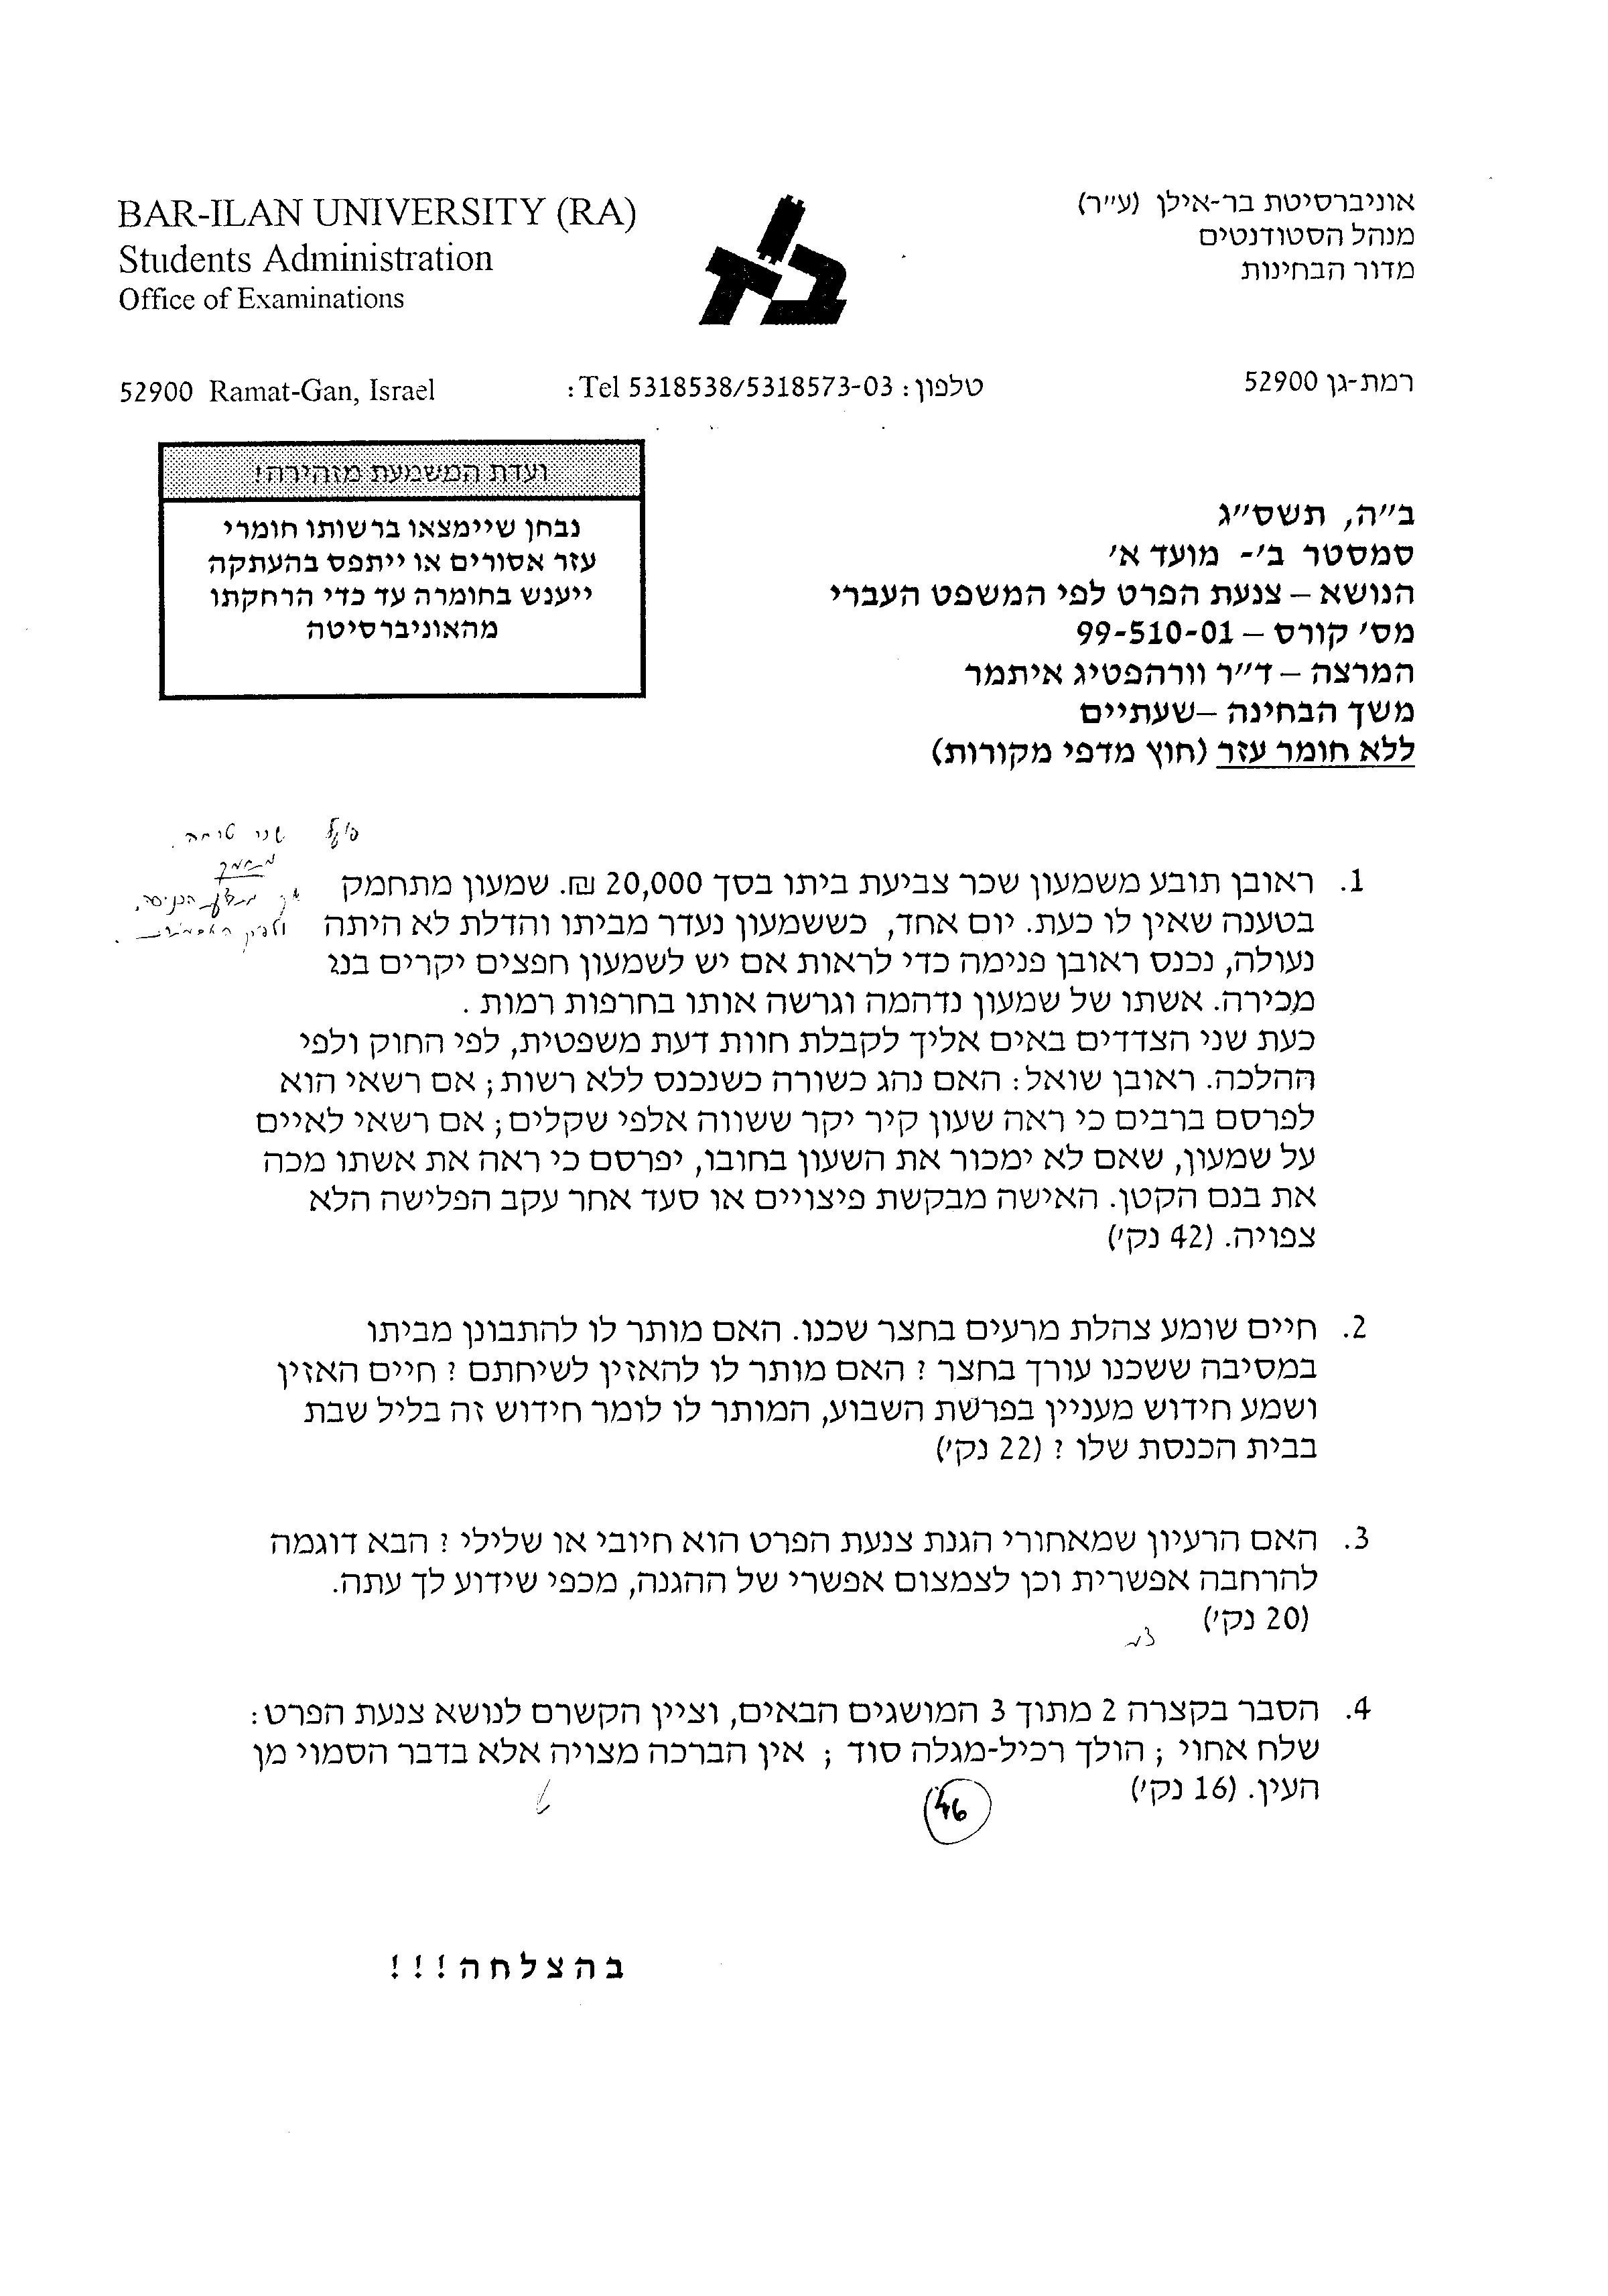 BAR-ILAN UNIVERSITY (RA)
Students Administration
Office of Examinations
אוניברסיטת בר-אילן (ע״ר)
מנהל הסטודנטים
מדור הבחינות
52900 Ramat-Gan, Israel
טלפון: 5318538/5318573-03 Tel:
רמת-גן 52900
ועדת המשמעת מזהירה!
נבחן שיימצאו ברשותו חומרי
עזר אסורים או ייתפס בהעתקה
ייענש בחומרה עד כדי הרחקתו
מהאוניברסיטה
ב״ה, תשס״ג
סמסטר ב׳- מועד א׳
הנושא – צנעת הפרט לפי המשפט העברי
מס׳ קורס – 99-510-01
המרצה – ד״ר וורהפטיג איתמר
משך הבחינה –שעתיים
ללא חומר עזר (חוץ מדפי מקורות)
1. ראובן תובע משמעון שכר צביעת ביתו בסך 20,000 ₪. שמעון מתחמק
בטענה שאין לו כעת. יום אחד, כששמעון נעדר מביתו והדלת לא היתה
נעולה, נכנס ראובן פנימה כדי לראות אם יש לשמעון חפצים יקרים בני
מכירה. אשתו של שמעון נדהמה וגרשה אותו בחרפות רמות .
כעת שני הצדדים באים אליך לקבלת חוות דעת משפטית, לפי החוק ולפי
ההלכה. ראובן שואל: האם נהג כשורה כשנכנס ללא רשות; אם רשאי הוא
לפרסם ברבים כי ראה שעון קיר יקר ששווה אלפי שקלים; אם רשאי לאיים
על שמעון, שאם לא ימכור את השעון בחובו, יפרסם כי ראה את אשתו מכה
את בנם הקטן. האישה מבקשת פיצויים או סעד אחר עקב הפלישה הלא
צפויה. (42 נק׳)
2. חיים שומע צהלת מרעים בחצר שכנו. האם מותר לו להתבונן מביתו
במסיבה ששכנו עורך בחצר? האם מותר לו להאזין לשיחתם? חיים האזין
ושמע חידוש מעניין בפרשת השבוע, המותר לו לומר חידוש זה בליל שבת
בבית הכנסת שלו? (22 נק׳)
3. האם הרעיון שמאחורי הגנת צנעת הפרט הוא חיובי או שלילי? הבא דוגמה
להרחבה אפשרית וכן לצמצום אפשרי של ההגנה, מכפי שידוע לך עתה.
(20 נק׳)
4. הסבר בקצרה 2 מתוך 3 המושגים הבאים, וציין הקשרם לנושא צנעת הפרט:
שלח אחוי; הולך רכיל-מגלה סוד; אין הברכה מצויה אלא בדבר הסמוי מן
העין. (16 נק׳)
46
בהצלחה!!!